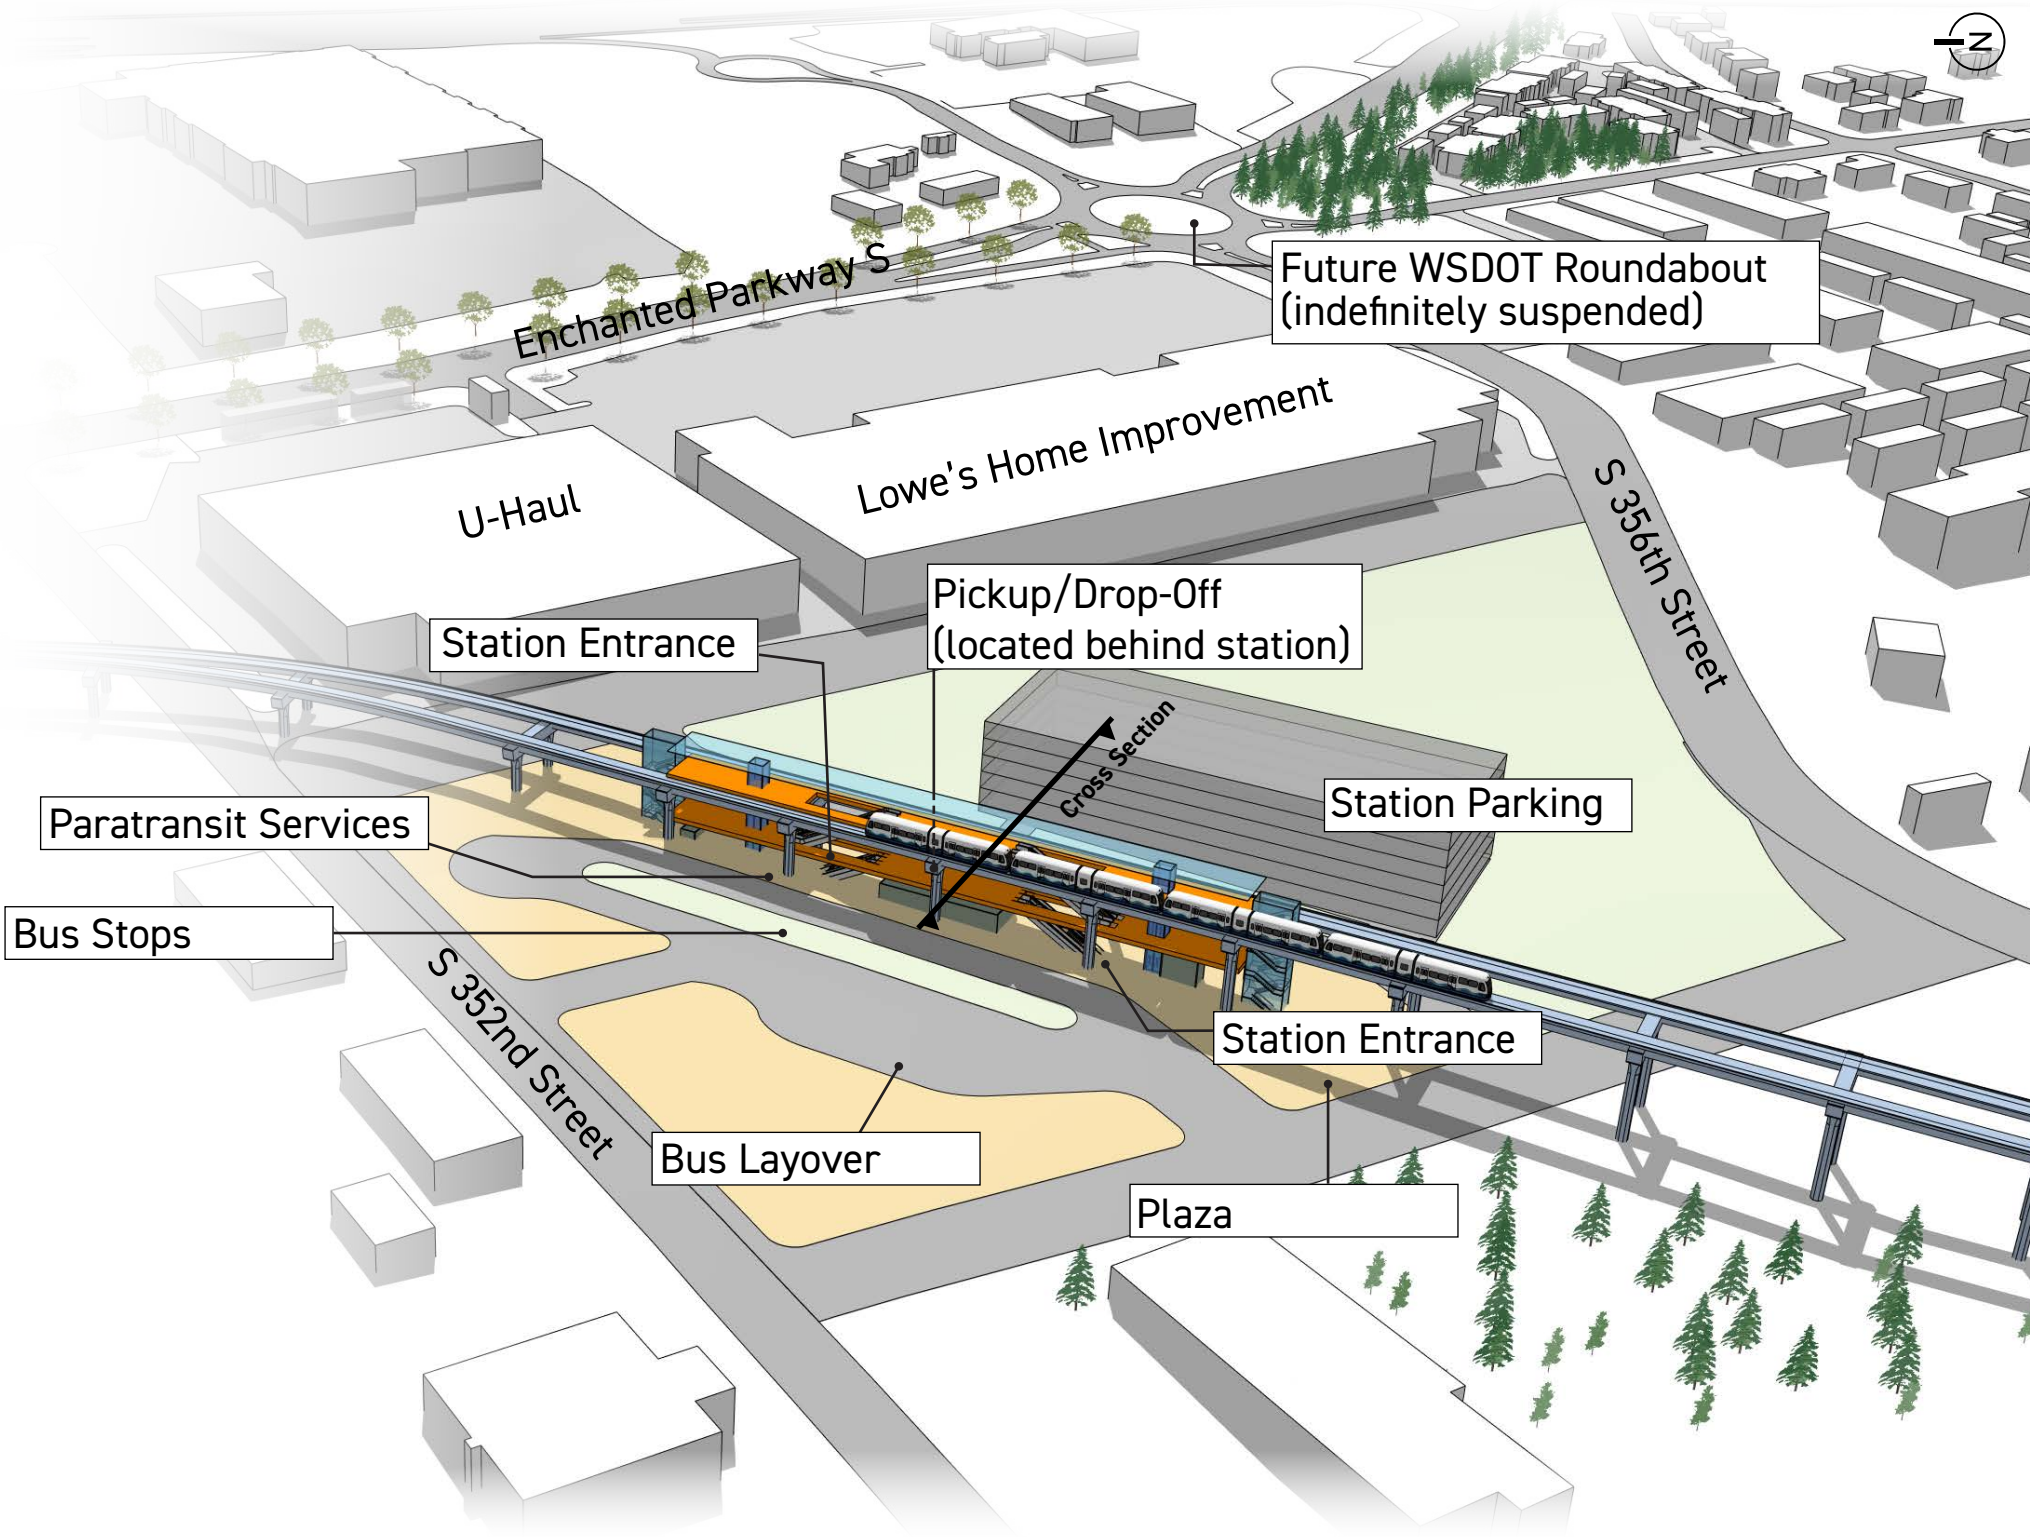 N
Enchanted Parkway S
Future WSDOT Roundabout
(indefinitely suspended)
Lowe's Home Improvement
U-Haul
S 356th Street
Pickup/Drop-Off
(located behind station)
Station Entrance
Cross Section
Station Parking
Paratransit Services
Bus Stops
S 352nd Street
Station Entrance
Bus Layover
Plaza